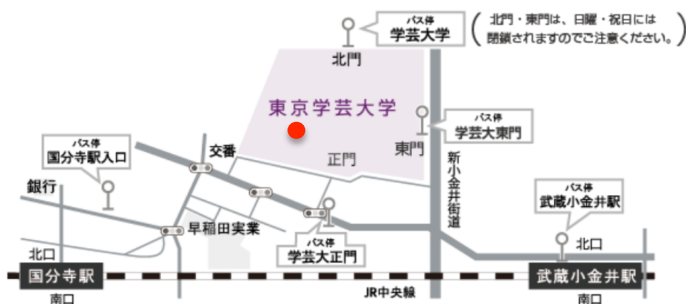 バス停
学芸大学
北門・東門は、日曜・祝日には
閉鎖されますのでご注意ください。
北門
東京学芸大学
バス停
学芸大東門
東門
正門
新小金井街道
バス停
国分寺駅入口
交番
銀行
早稲田実業
バス停
学芸大正門
バス停
武蔵小金井駅
北口
北口
国分寺駅
武蔵小金井駅
南口
JR中央線
南口